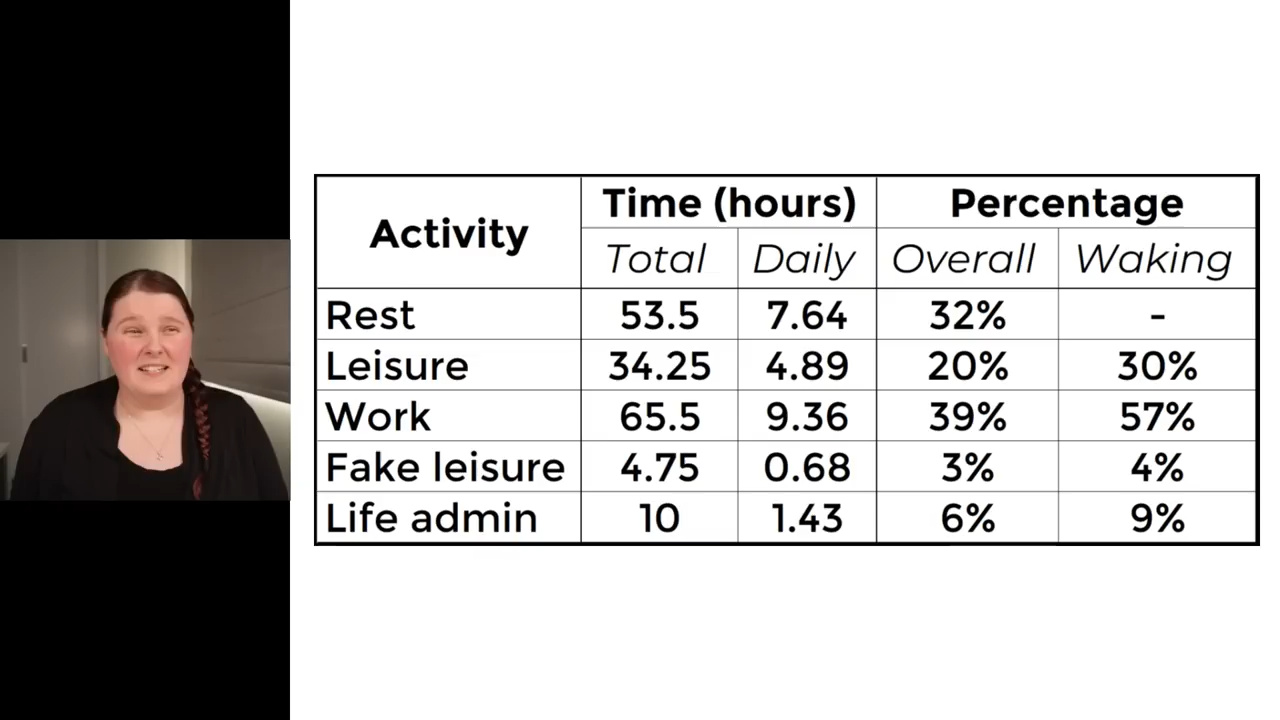 Activity Time (hours) Percentage
Total Daily Overall Waking
Rest 53.5 7.64 32% -
Leisure 34.25 4.89 20% 30%
Work 65.5 9.36 39% 57%
Fake leisure 4.75 0.68 3% 4%
Life admin 10 1.43 6% 9%